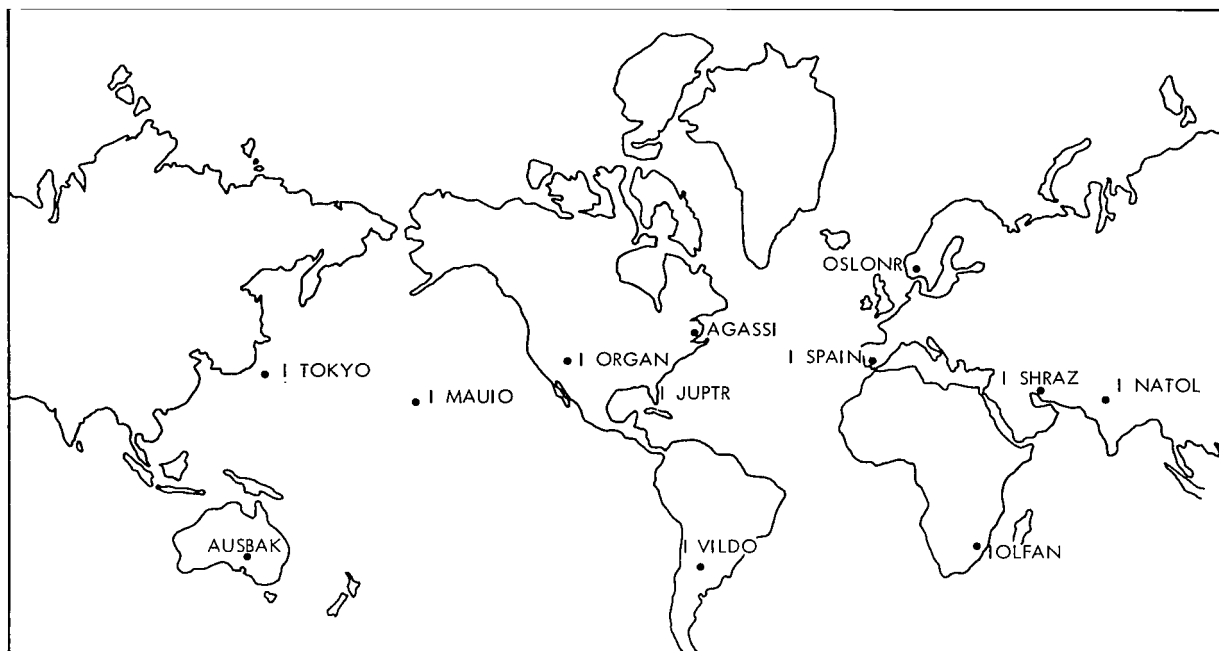 OSLONR
AGASSI
I ORGAN
I SPAIN
I TOKYO
I SHRAZ
I NATOL
I MAUIO
I JUPTR
AUSBAK
I VILDO
IOLFAN